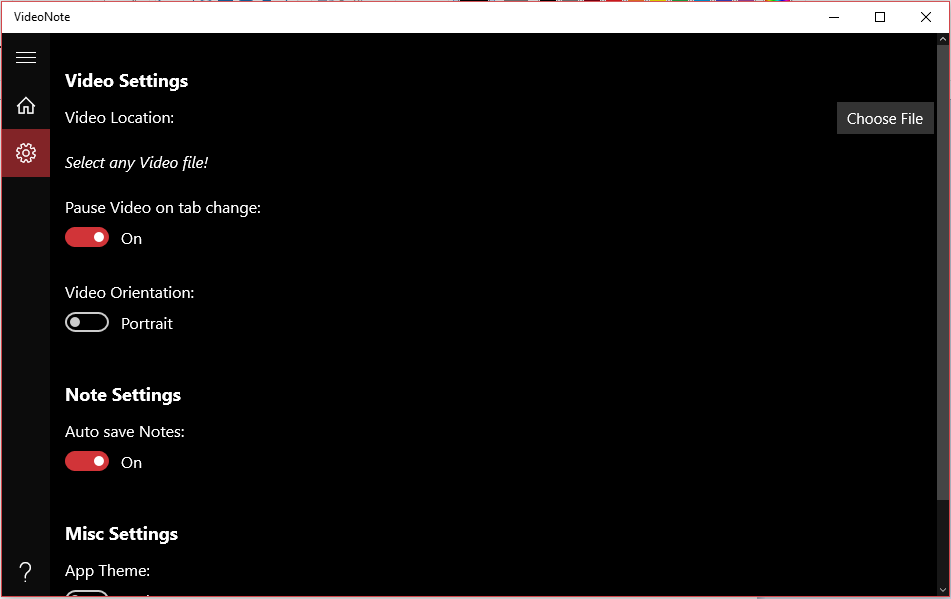 VideoNote
Video Settings
Video Location:
Choose File
Select any Video file!
Pause Video on tab change:
On
Video Orientation:
Portrait
Note Settings
Auto save Notes:
On
Misc Settings
App Theme:
?